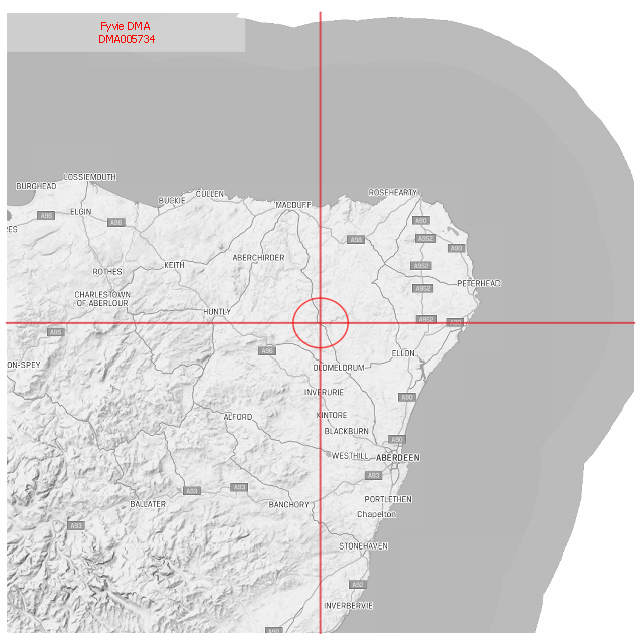 Fyvie DMA
DMA005734
LOSSIEMOUTH
BURGHEAD
CULLEN
ROSEHEARTY
BUCKIE
MACDUFF
ELGIN
A96
A96
A90
A98
A952
A90
KEITH
ABERCHIRDER
ROTHES
A952
PETERHEAD
A952
CHARLESTOWN
OF ABERLOUR
HUNTLY
A952
A90
A95
A96
ELLON
ON-SPEY
OLDMELDRUM
INVERURIE
A90
ALFORD
KINTORE
BLACKBURN
A90
WESTHILL
ABERDEEN
A93
A93
A93
BALLATER
BANCHORY
PORTLETHEN
Chapelton
A93
STONEHAVEN
A92
INVERBERVIE
A90